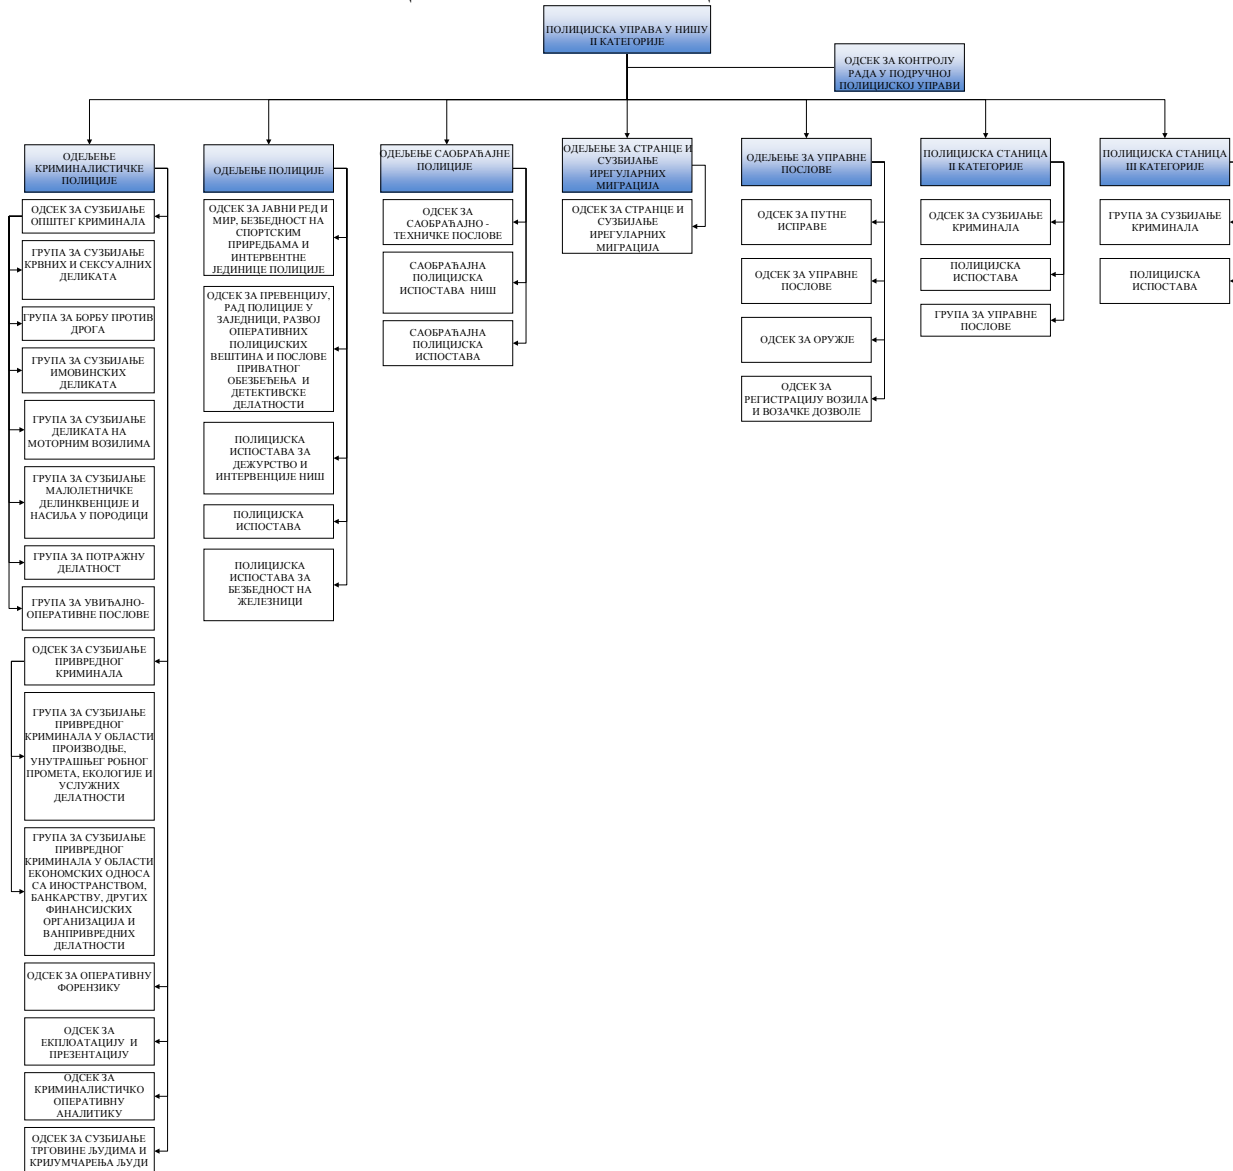 ПОЛИЦИЈСКА УПРАВА У НИШУ
II КАТЕГОРИЈЕ
ОДСЕК ЗА КОНТРОЛУ
РАДА У ПОДРУЧНОЈ
ПОЛИЦИЈСКОЈ УПРАВИ
ОДЕЉЕЊЕ
КРИМИНАЛИСТИЧКЕ
ПОЛИЦИЈЕ
ОДСЕК ЗА СУЗБИЈАЊЕ
ОПШТЕГ КРИМИНАЛА
ГРУПА ЗА СУЗБИЈАЊЕ
КРВНИХ И СЕКСУАЛНИХ
ДЕЛИКАТА
ГРУПА ЗА БОРБУ ПРОТИВ
ДРОГА
ГРУПА ЗА СУЗБИЈАЊЕ
ИМОВИНСКИХ
ДЕЛИКАТА
ГРУПА ЗА СУЗБИЈАЊЕ
ДЕЛИКАТА НА
МОТОРНИМ ВОЗИЛИМА
ГРУПА ЗА СУЗБИЈАЊЕ
МАЛОЛЕТНИЧКЕ
ДЕЛИНКВЕНЦИЈЕ И
НАСИЉА У ПОРОДИЦИ
ГРУПА ЗА ПОТРАЖНУ
ДЕЛАТНОСТ
ГРУПА ЗА УВИЂАЈНО-
ОПЕРАТИВНЕ ПОСЛОВЕ
ОДСЕК ЗА СУЗБИЈАЊЕ
ПРИВРЕДНОГ
КРИМИНАЛА
ГРУПА ЗА СУЗБИЈАЊЕ
ПРИВРЕДНОГ
КРИМИНАЛА У ОБЛАСТИ
ПРОИЗВОДЊЕ,
УНУТРАШЊЕГ РОБНОГ
ПРОМЕТА, ЕКОЛОГИЈЕ И
УСЛУЖНИХ
ДЕЛАТНОСТИ
ГРУПА ЗА СУЗБИЈАЊЕ
ПРИВРЕДНОГ
КРИМИНАЛА У ОБЛАСТИ
ЕКОНОМСКИХ ОДНОСА
СА ИНОСТРАНСТВОМ,
БАНКАРСТВУ, ДРУГИХ
ФИНАНСИЈСКИХ
ОРГАНИЗАЦИЈА И
ВАНПРИВРЕДНИХ
ДЕЛАТНОСТИ
ОДСЕК ЗА ОПЕРАТИВНУ
ФОРЕНЗИКУ
ОДСЕК ЗА
ЕКПЛОАТАЦИЈУ И
ПРЕЗЕНТАЦИЈУ
ОДСЕК ЗА
КРИМИНАЛИСТИЧКО
ОПЕРАТИВНУ
АНАЛИТИКУ
ОДСЕК ЗА СУЗБИЈАЊЕ
ТРГОВИНЕ ЉУДИМА И
КРИЈУМЧАРЕЊА ЉУДИ
ОДЕЉЕЊЕ ПОЛИЦИЈЕ
ОДСЕК ЗА ЈАВНИ РЕД И
МИР, БЕЗБЕДНОСТ НА
СПОРТСКИМ
ПРИРЕДБАМА И
ИНТЕРВЕНТНЕ
ЈЕДИНИЦЕ ПОЛИЦИЈЕ
ОДСЕК ЗА ПРЕВЕНЦИЈУ,
РАД ПОЛИЦИЈЕ У
ЗАЈЕДНИЦИ, РАЗВОЈ
ОПЕРАТИВНИХ
ПОЛИЦИЈСКИХ
ВЕШТИНА И ПОСЛОВЕ
ПРИВАТНОГ
ОБЕЗБЕЂЕЊА И
ДЕТЕКТИВСКЕ
ДЕЛАТНОСТИ
ПОЛИЦИЈСКА
ИСПОСТАВА ЗА
ДЕЖУРСТВО И
ИНТЕРВЕНЦИЈЕ НИШ
ПОЛИЦИЈСКА
ИСПОСТАВА
ПОЛИЦИЈСКА
ИСПОСТАВА ЗА
БЕЗБЕДНОСТ НА
ЖЕЛЕЗНИЦИ
ОДЕЉЕЊЕ САОБРАЋАЈНЕ
ПОЛИЦИЈЕ
ОДСЕК ЗА
САОБРАЋАЈНО -
ТЕХНИЧКЕ ПОСЛОВЕ
САОБРАЋАЈНА
ПОЛИЦИЈСКА
ИСПОСТАВА НИШ
САОБРАЋАЈНА
ПОЛИЦИЈСКА
ИСПОСТАВА
ОДЕЉЕЊЕ ЗА СТРАНЦЕ И
СУЗБИЈАЊЕ
ИРЕГУЛАРНИХ
МИГРАЦИЈА
ОДСЕК ЗА СТРАНЦЕ И
СУЗБИЈАЊЕ
ИРЕГУЛАРНИХ
МИГРАЦИЈА
ОДЕЉЕЊЕ ЗА УПРАВНЕ
ПОСЛОВЕ
ОДСЕК ЗА ПУТНЕ
ИСПРАВЕ
ОДСЕК ЗА УПРАВНЕ
ПОСЛОВЕ
ОДСЕК ЗА ОРУЖЈЕ
ОДСЕК ЗА
РЕГИСТРАЦИЈУ ВОЗИЛА
И ВОЗАЧКЕ ДОЗВОЛЕ
ПОЛИЦИЈСКА СТАНИЦА
II КАТЕГОРИЈЕ
ОДСЕК ЗА СУЗБИЈАЊЕ
КРИМИНАЛА
ПОЛИЦИЈСКА
ИСПОСТАВА
ГРУПА ЗА УПРАВНЕ
ПОСЛОВЕ
ПОЛИЦИЈСКА СТАНИЦА
III КАТЕГОРИЈЕ
ГРУПА ЗА СУЗБИЈАЊЕ
КРИМИНАЛА
ПОЛИЦИЈСКА
ИСПОСТАВА